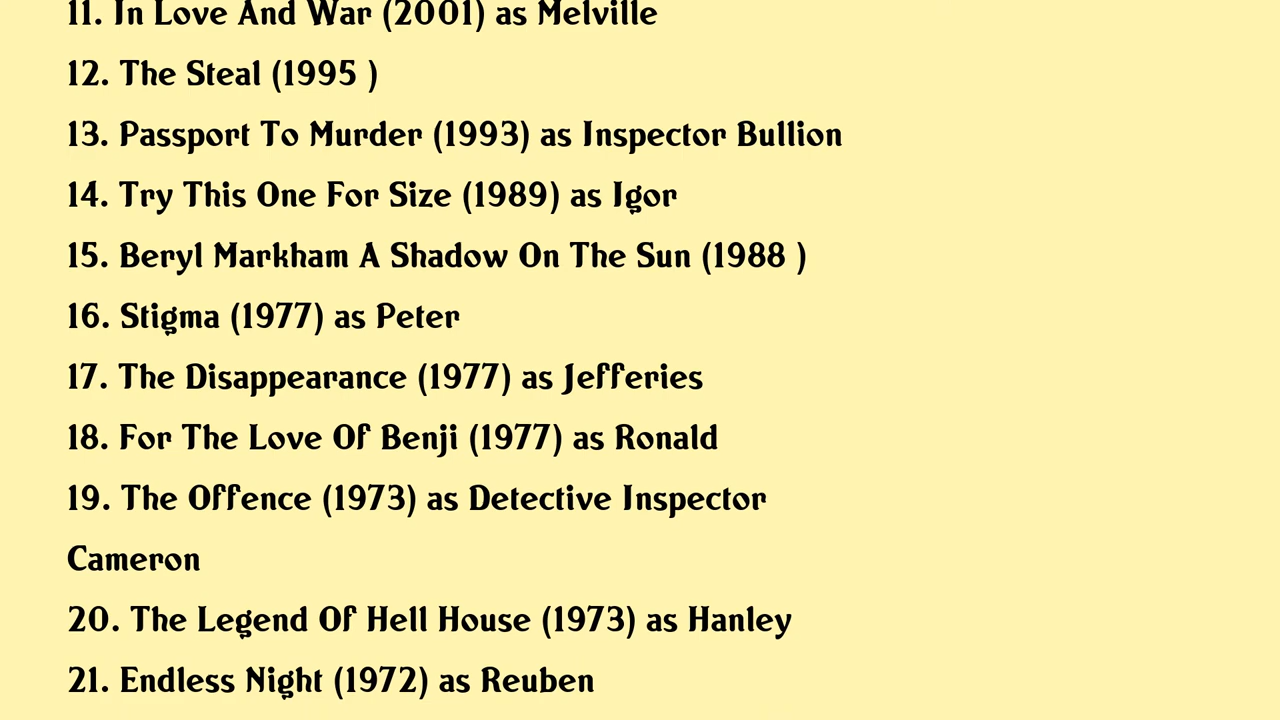 11. In Love And War (2001) as Melville
12. The Steal (1995 )
13. Passport To Murder (1993) as Inspector Bullion
14. Try This One For Size (1989) as Igor
15. Beryl Markham A Shadow On The Sun (1988 )
16. Stigma (1977) as Peter
17. The Disappearance (1977) as Jefferies
18. For The Love Of Benji (1977) as Ronald
19. The Offence (1973) as Detective Inspector
Cameron
20. The Legend Of Hell House (1973) as Hanley
21. Endless Night (1972) as Reuben